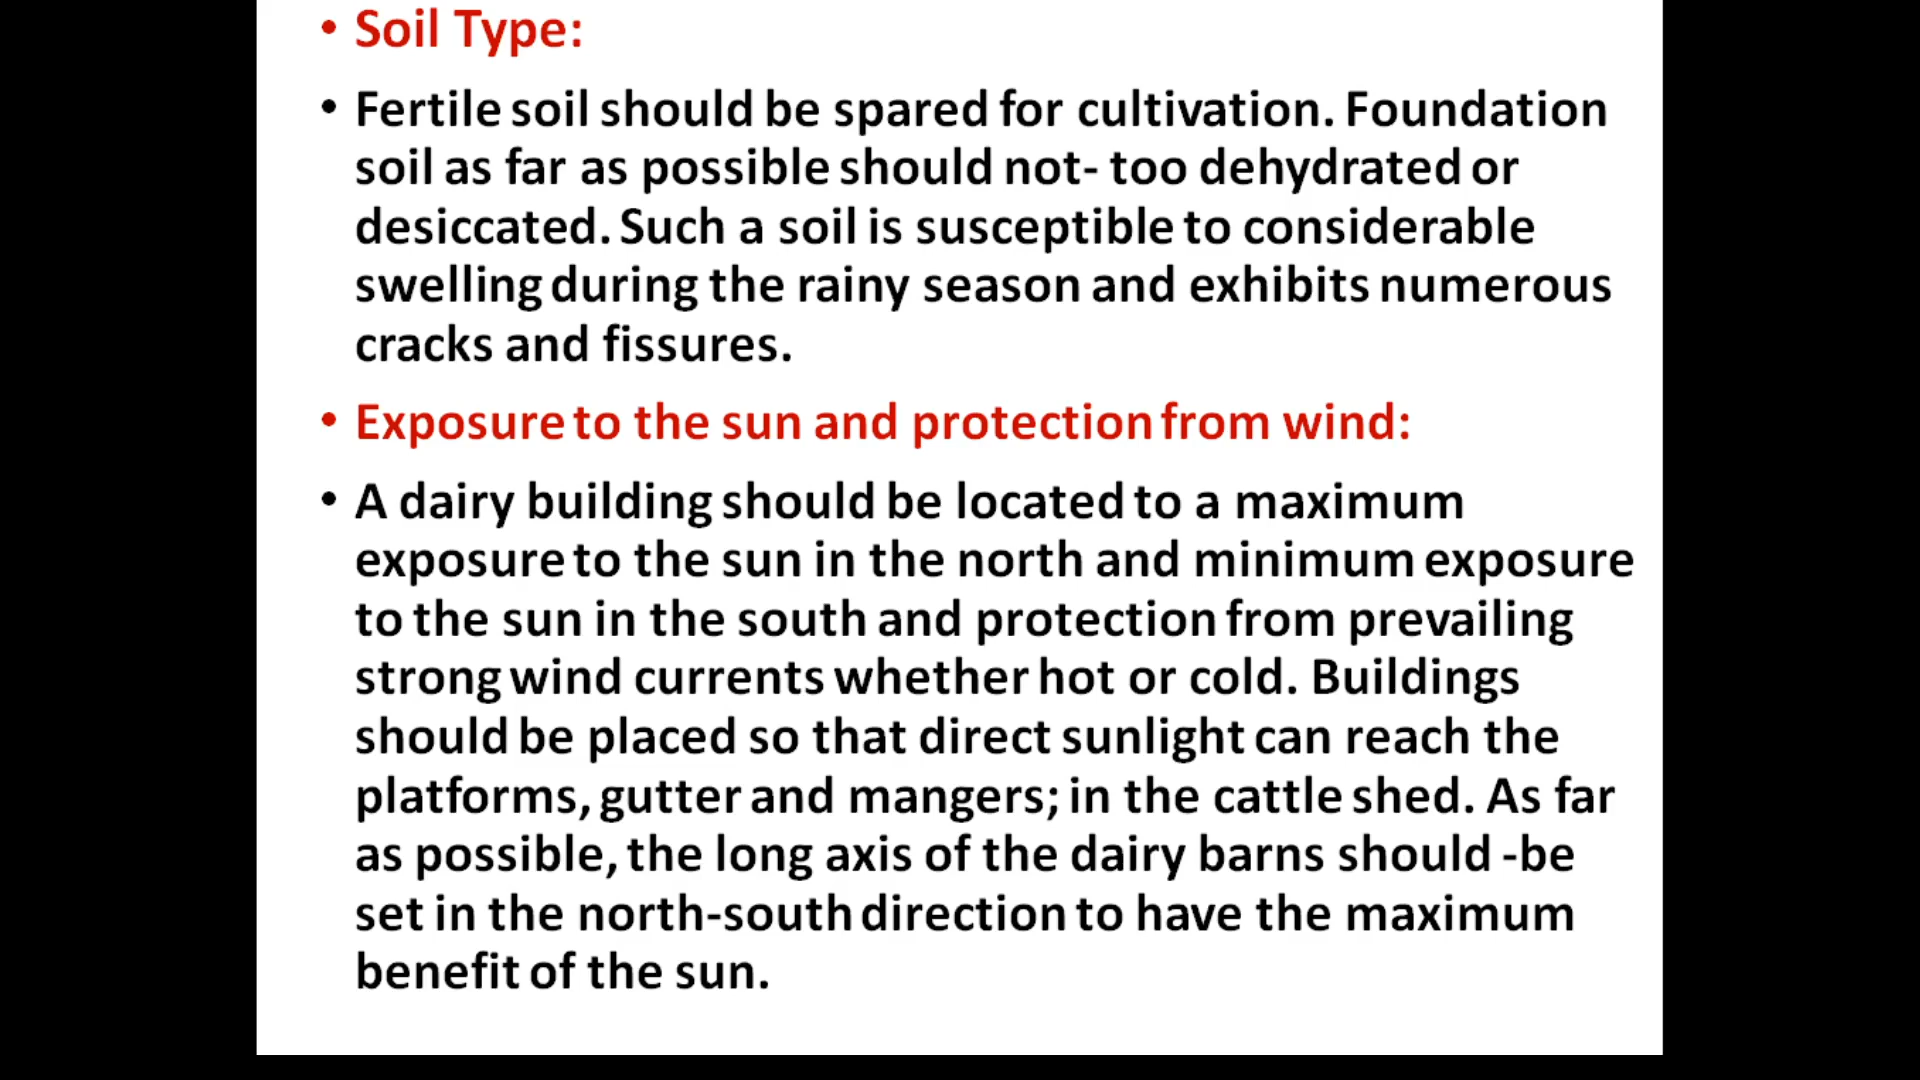 • Soil Type:
• Fertile soil should be spared for cultivation. Foundation
soil as far as possible should not- too dehydrated or
desiccated. Such a soil is susceptible to considerable
swelling during the rainy season and exhibits numerous
cracks and fissures.
• Exposure to the sun and protection from wind:
• A dairy building should be located to a maximum
exposure to the sun in the north and minimum exposure
to the sun in the south and protection from prevailing
strong wind currents whether hot or cold. Buildings
should be placed so that direct sunlight can reach the
platforms, gutter and mangers; in the cattle shed. As far
as possible, the long axis of the dairy barns should -be
set in the north-south direction to have the maximum
benefit of the sun.